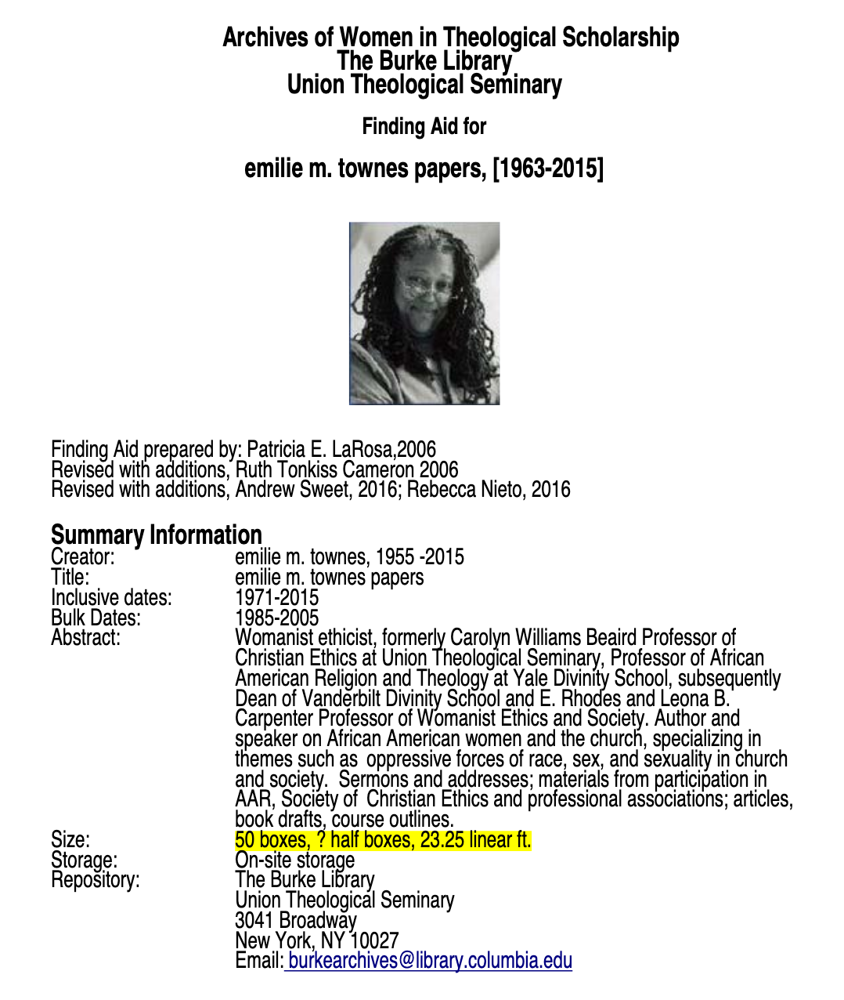 Archives of Women in Theological Scholarship
The Burke Library
Union Theological Seminary
Finding Aid for
emilie m. townes papers, [1963-2015]
Finding Aid prepared by: Patricia E. LaRosa,2006
Revised with additions, Ruth Tonkiss Cameron 2006
Revised with additions, Andrew Sweet, 2016; Rebecca Nieto, 2016
Summary Information
Creator: emilie m. townes, 1955 -2015
Title: emilie m. townes papers
Inclusive dates: 1971-2015
Bulk Dates: 1985-2005
Abstract: Womanist ethicist, formerly Carolyn Williams Beaird Professor of
Christian Ethics at Union Theological Seminary, Professor of African
American Religion and Theology at Yale Divinity School, subsequently
Dean of Vanderbilt Divinity School and E. Rhodes and Leona B.
Carpenter Professor of Womanist Ethics and Society. Author and
speaker on African American women and the church, specializing in
themes such as  oppressive forces of race, sex, and sexuality in church
and society.  Sermons and addresses; materials from participation in
AAR, Society of  Christian Ethics and professional associations; articles,
book drafts, course outlines.
Size: 50 boxes, ? half boxes, 23.25 linear ft.
Storage: On-site storage
Repository: The Burke Library
Union Theological Seminary
3041 Broadway
New York, NY 10027
Email: burkearchives@library.columbia.edu